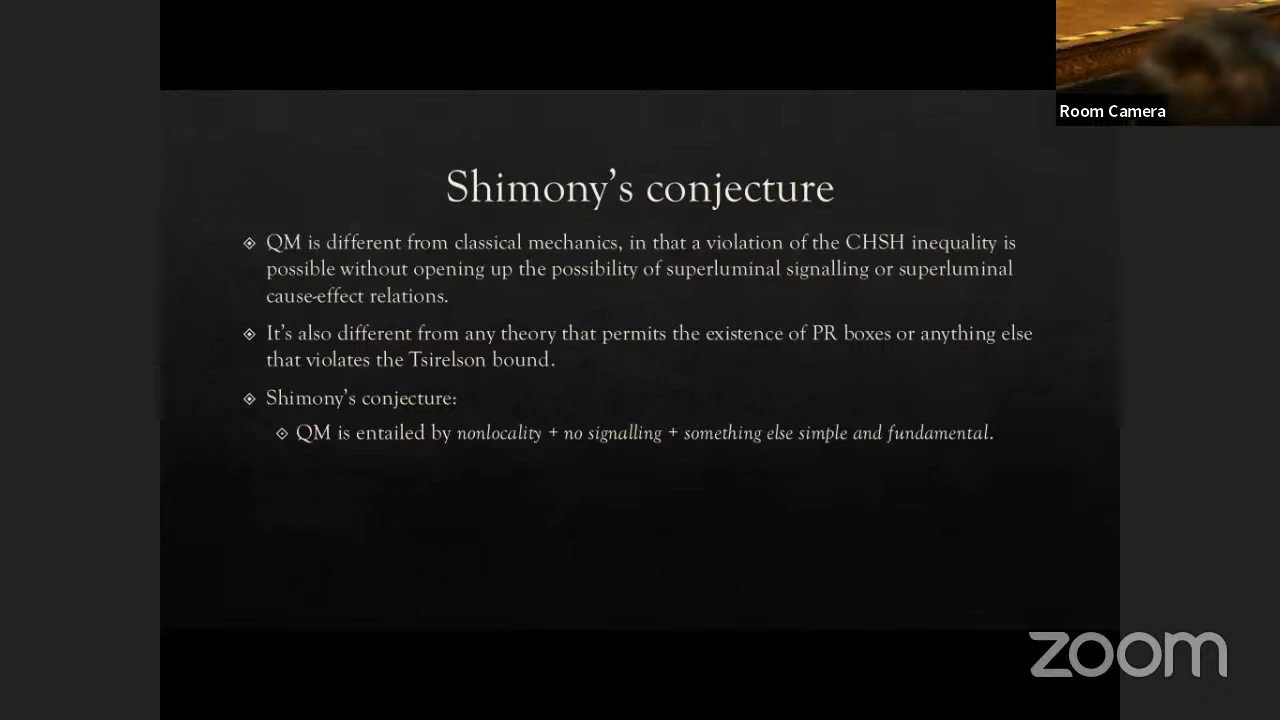 Room Camera
Shimony's conjecture
QM is different from classical mechanics, in that a violation of the CHSH inequality is
possible without opening up the possibility of superluminal signalling or superluminal
cause-effect relations.
It's also different from any theory that permits the existence of PR boxes or anything else
that violates the Tsirelson bound.
Shimony's conjecture:
QM is entailed by nonlocality + no signalling + something else simple and fundamental.
zoom